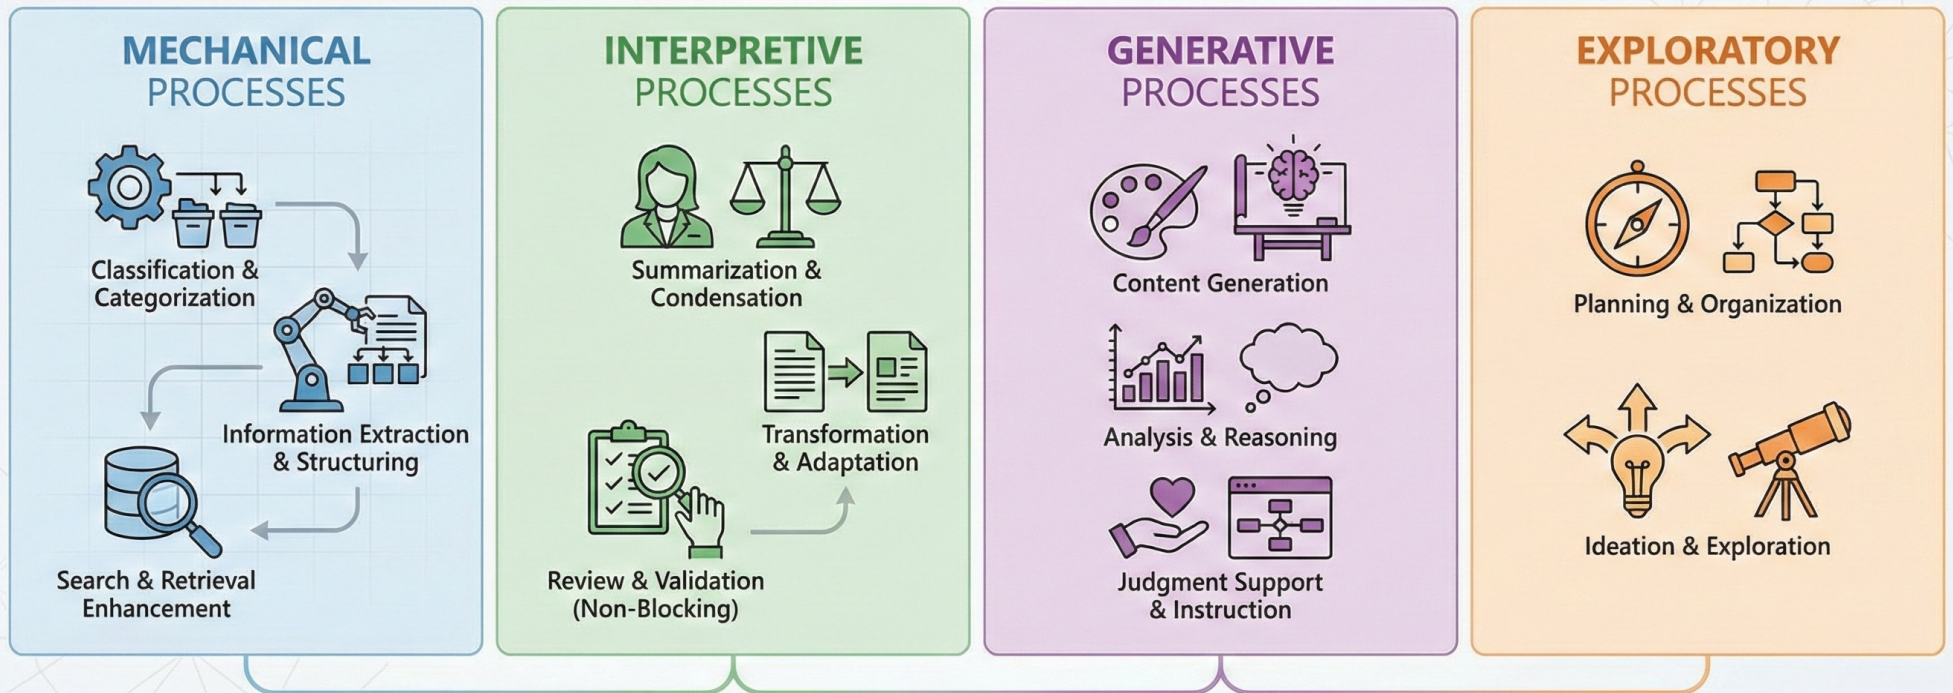 MECHANICAL
PROCESSES
Classification &
Categorization
Information Extraction
& Structuring
Search & Retrieval
Enhancement
INTERPRETIVE
PROCESSES
Summarization &
Condensation
Transformation
& Adaptation
Review & Validation
(Non-Blocking)
GENERATIVE
PROCESSES
Content Generation
Analysis & Reasoning
Judgment Support
& Instruction
EXPLORATORY
PROCESSES
Planning & Organization
Ideation & Exploration